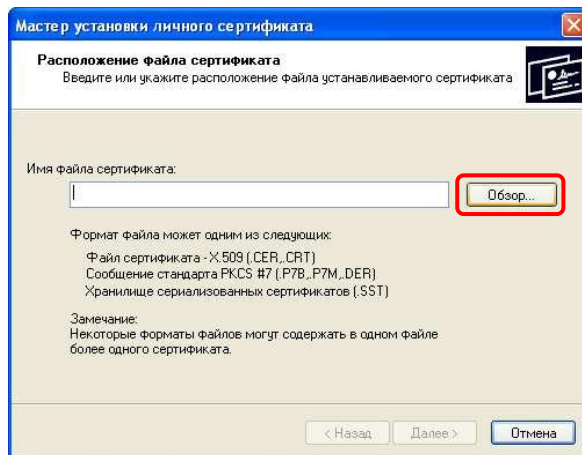 Мастер установки личного сертификата
Расположение файла сертификата
Введите или укажите расположение файла устанавливаемого сертификата
Имя файла сертификата:
Обзор...
Формат файла может одним из следующих:
Файл сертификата - X.509 (.CER,.CRT)
Сообщение стандарта PKCS #7 (.P7B,.P7M,.DER)
Хранилище сериализованных сертификатов (.SST)
Замечание:
Некоторые форматы файлов могут содержать в одном файле
более одного сертификата.
< Назад
Далее >
Отмена